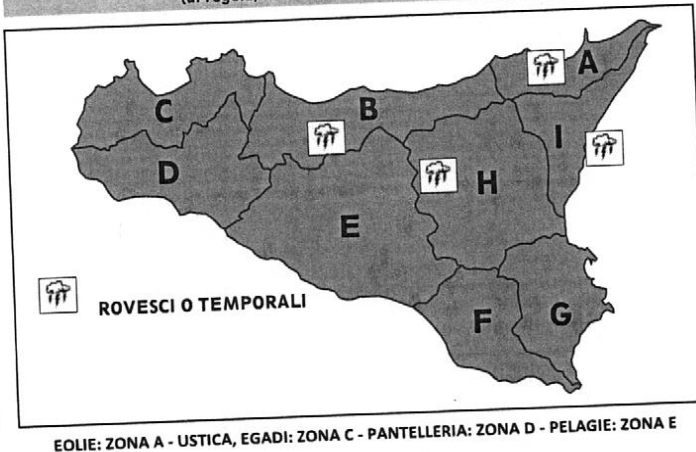 A
C
B
I
D
H
E
ROVESCI O TEMPORALI
F
G
EOLIE: ZONA A - USTICA, EGADI: ZONA C - PANTELLERIA: ZONA D - PELAGIE: ZONA E